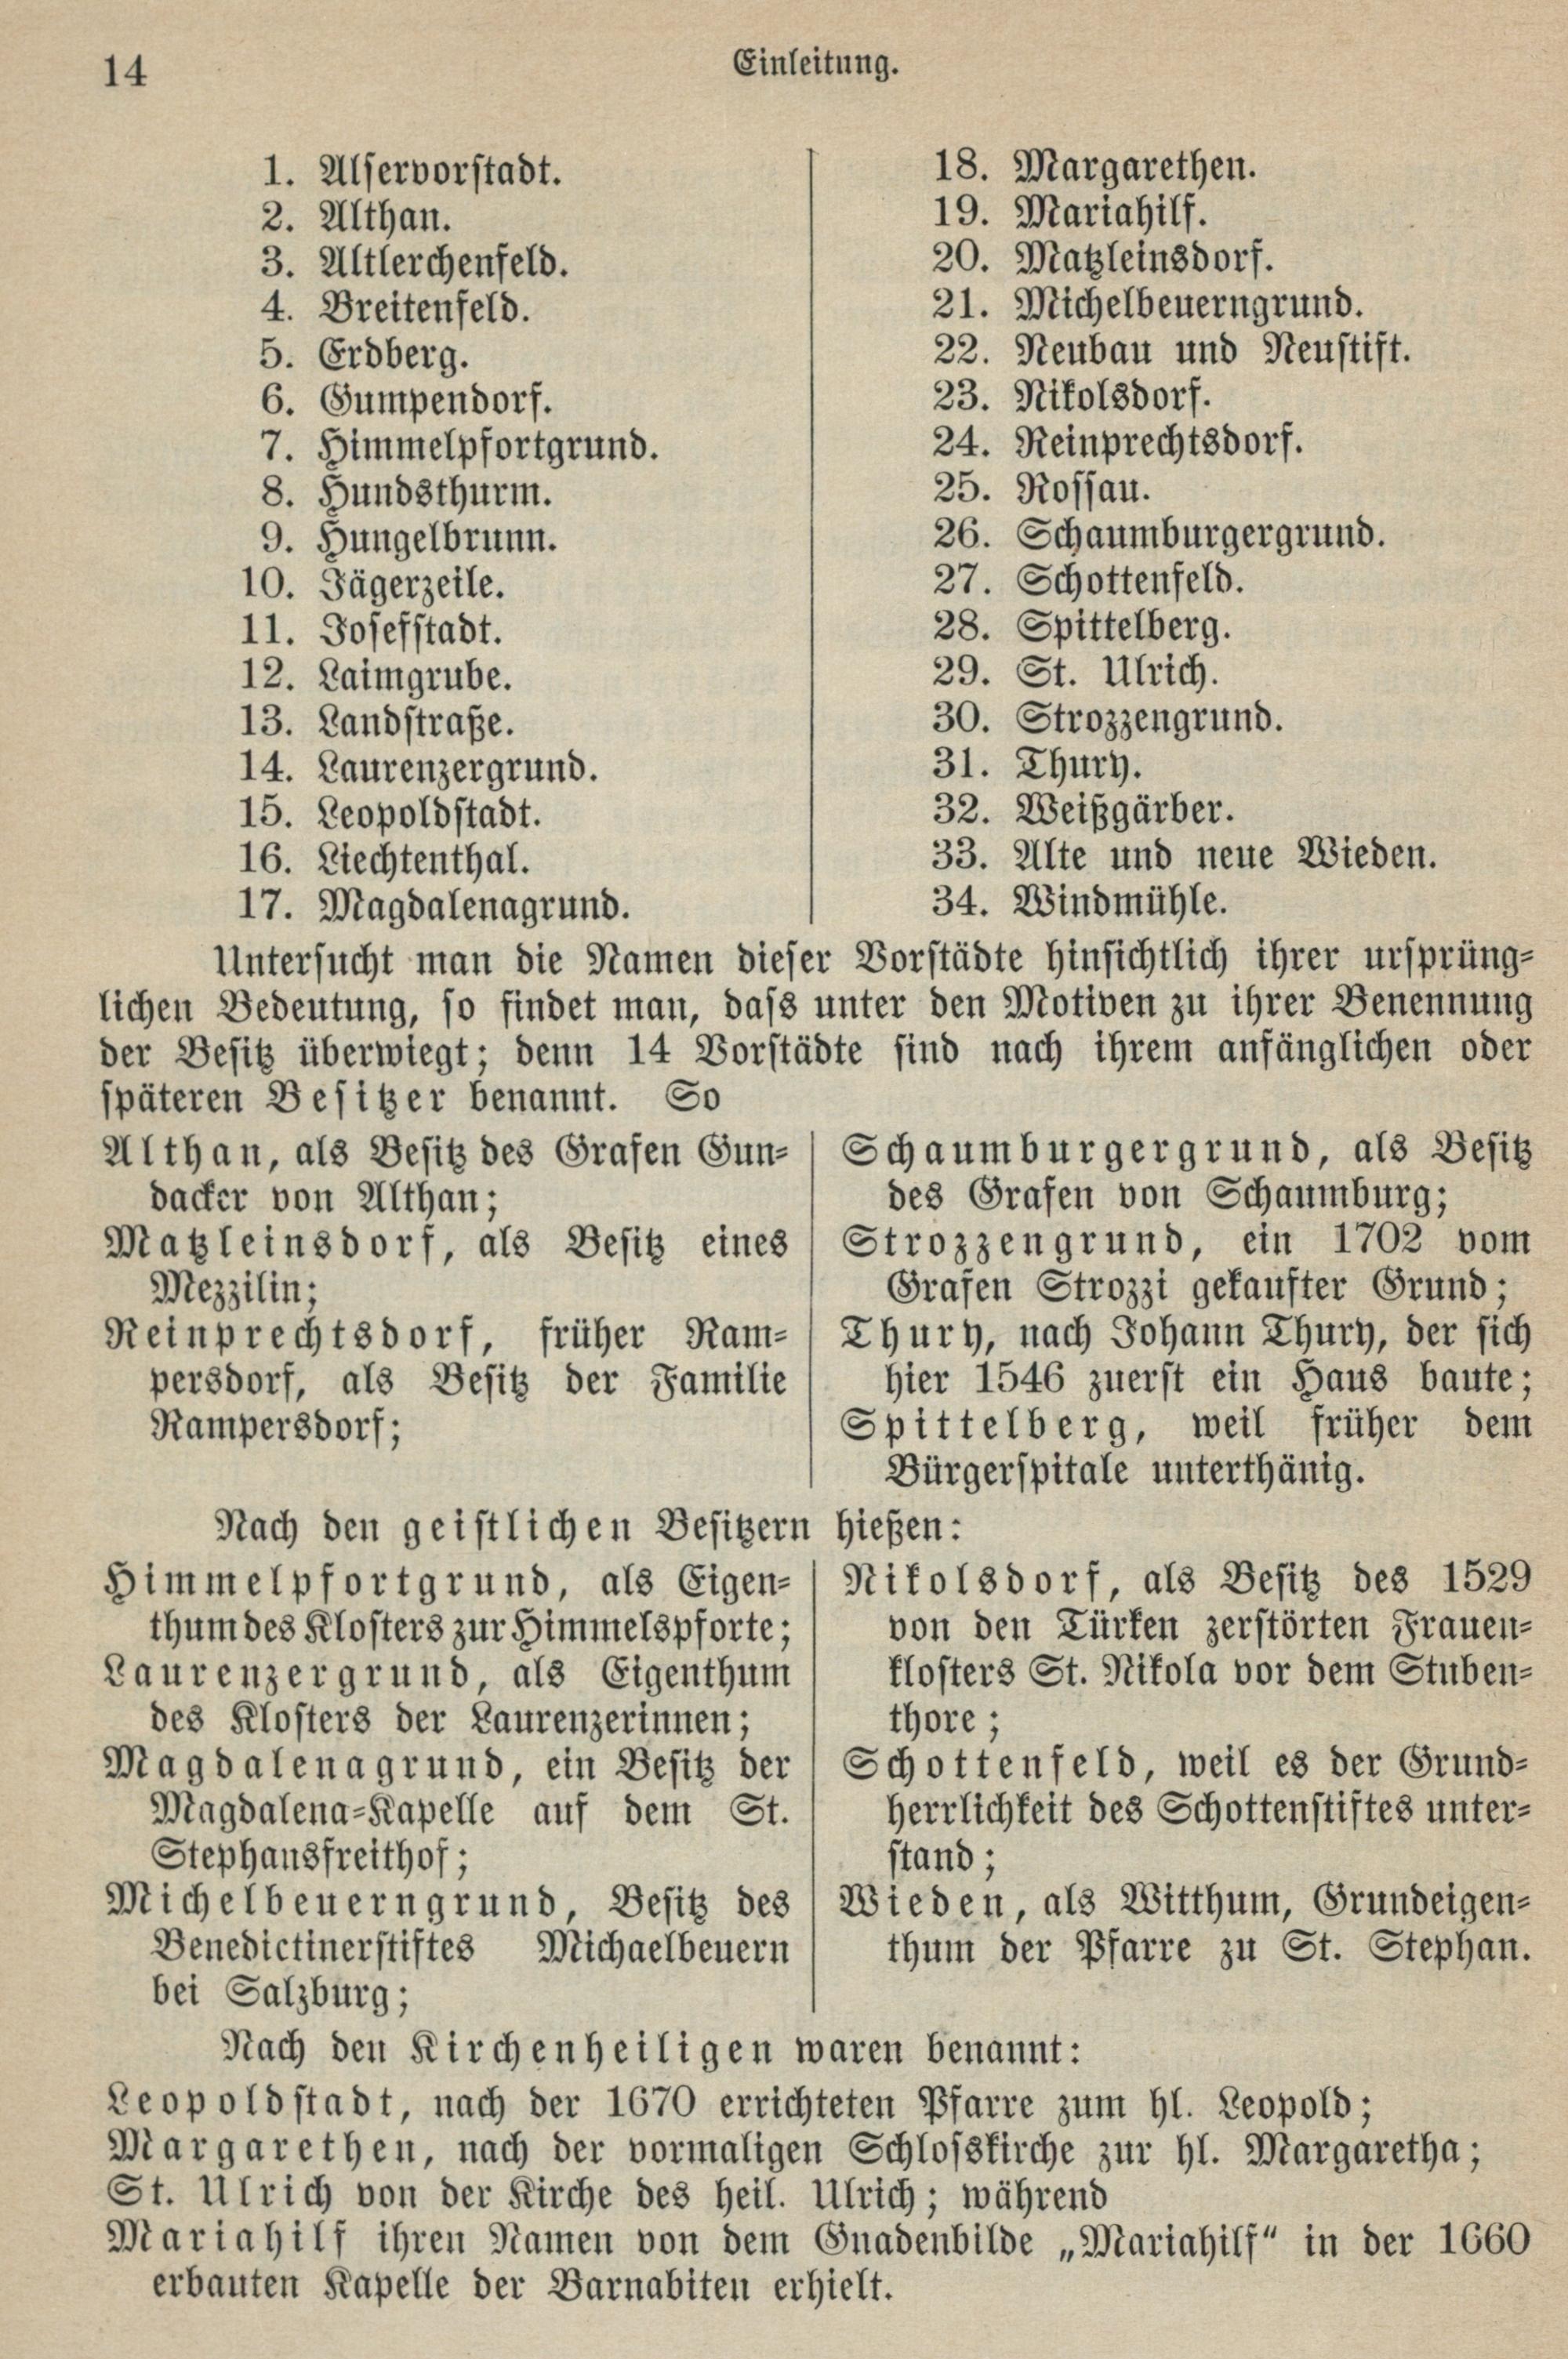 14
Einleitung.
1. Alservorstadt.
2. Althan.
3. Altlerchenfeld.
4. Breitenfeld.
5. Erdberg.
6. Gumpendorf.
7. Himmelpfortgrund.
8. Hundsthurm.
9. Hungelbrunn.
10. Jägerzeile.
11. Josefstadt.
12. Laimgrube.
13. Landstraße.
14. Laurenzergrund.
15. Leopoldstadt.
16. Liechtenthal.
17. Magdalenagrund.
18. Margarethen.
19. Mariahilf.
20. Matzleinsdorf.
21. Michelbeuerngrund.
22. Neubau und Neustift.
23. Nikolsdorf.
24. Reinprechtsdorf.
25. Rossau.
26. Schaumburgergrund.
27. Schottenfeld.
28. Spittelberg.
29. St. Ulrich.
30. Strozzengrund.
31. Thury.
32. Weißgärber.
33. Alte und neue Wieden.
34. Windmühle.
Untersucht man die Namen dieser Vorstädte hinsichtlich ihrer ursprüng-
lichen Bedeutung, so findet man, dass unter den Motiven zu ihrer Benennung
der Besitz überwiegt; denn 14 Vorstädte sind nach ihrem anfänglichen oder
späteren Besitzer benannt. So
Althan, als Besitz des Grafen Gun-
dacker von Althan;
Matzleinsdorf, als Besitz eines
Mezzilin;
Reinprechtsdorf, früher Ram-
persdorf, als Besitz der Familie
Rampersdorf;
Schaumburgergrund, als Besitz
des Grafen von Schaumburg;
Strozzengrund, ein 1702 vom
Grafen Strozzi gekaufter Grund;
Thury, nach Johann Thury, der sich
hier 1546 zuerst ein Haus baute;
Spittelberg, weil früher dem
Bürgerspitale unterthänig.
Nach den geistlichen Besitzern hießen:
Himmelpfortgrund, als Eigen-
thum des Klosters zur Himmelspforte;
Laurenzergrund, als Eigenthum
des Klosters der Laurenzerinnen;
Magdalenagrund, ein Besitz der
Magdalena-Kapelle auf dem St.
Stephansfreithof;
Michelbeuerngrund, Besitz des
Benedictinerstiftes Michaelbeuern
bei Salzburg;
Nikolsdorf, als Besitz des 1529
von den Türken zerstörten Frauen-
klosters St. Nikola vor dem Stuben-
thore;
Schottenfeld, weil es der Grund-
herrlichkeit des Schottenstiftes unter-
stand;
Wieden, als Witthum, Grundeigen-
thum der Pfarre zu St. Stephan.
Nach den Kirchenheiligen waren benannt:
Leopoldstadt, nach der 1670 errichteten Pfarre zum hl. Leopold;
Margarethen, nach der vormaligen Schlosskirche zur hl. Margaretha;
St. Ulrich von der Kirche des heil. Ulrich; während
Mariahilf ihren Namen von dem Gnadenbilde „Mariahilf“ in der 1660
erbauten Kapelle der Barnabiten erhielt.